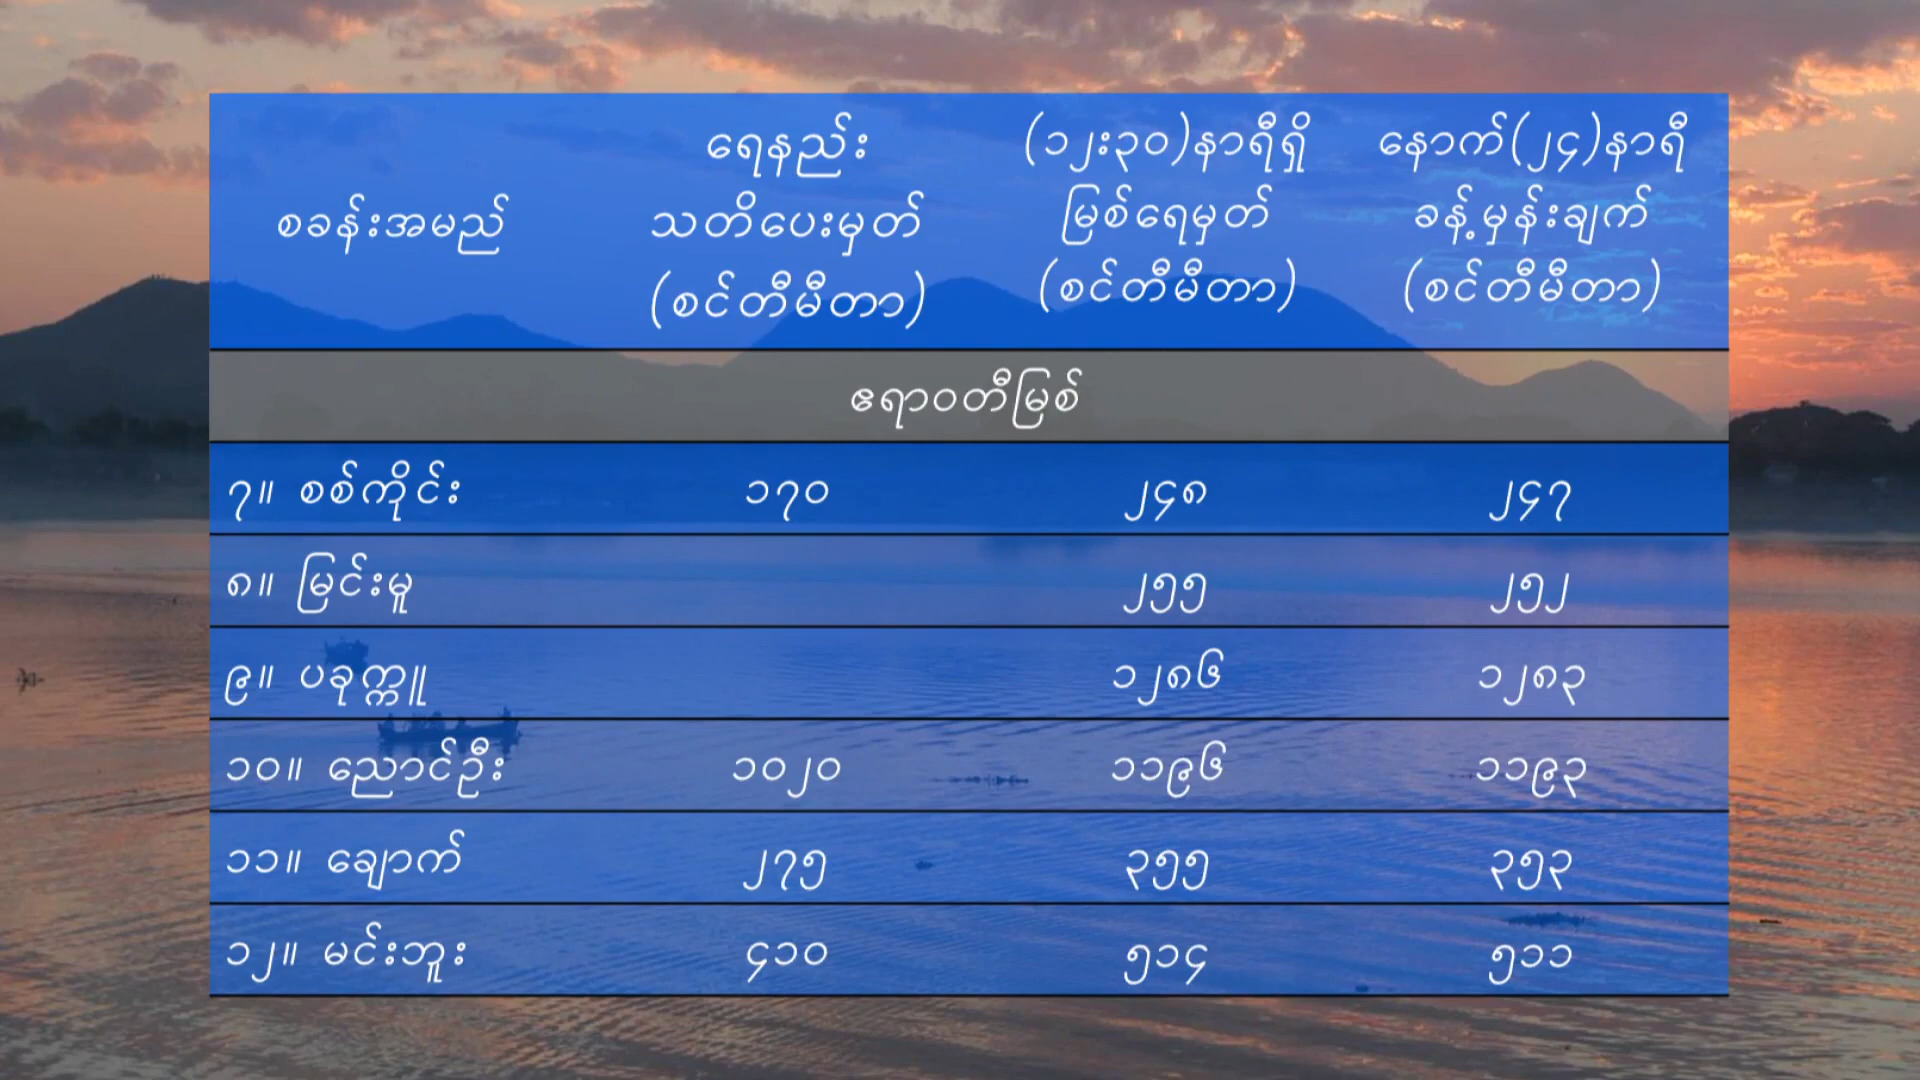 စခန်းအမည်
ရေနည်း
သတိပေးမှတ်
(စင်တီမီတာ)
(၁၂း၃၀)နာရီရှိ
မြစ်ရေမှတ်
(စင်တီမီတာ)
နောက်(၂၄)နာရီ
ခန့်မှန်းချက်
(စင်တီမီတာ)
ဧရာဝတီမြစ်
၇။ စစ်ကိုင်း ၁၇၀ ၂၄၈ ၂၄၇
၈။ မြင်းမူ ၂၅၅ ၂၅၂
၉။ ပခုက္ကူ ၁၂၈၆ ၁၂၈၃
၁၀။ ညောင်ဦး ၁၀၂၀ ၁၁၉၆ ၁၁၉၃
၁၁။ ချောက် ၂၇၅ ၃၅၅ ၃၅၃
၁၂။ မင်းဘူး ၄၁၀ ၅၁၄ ၅၁၁